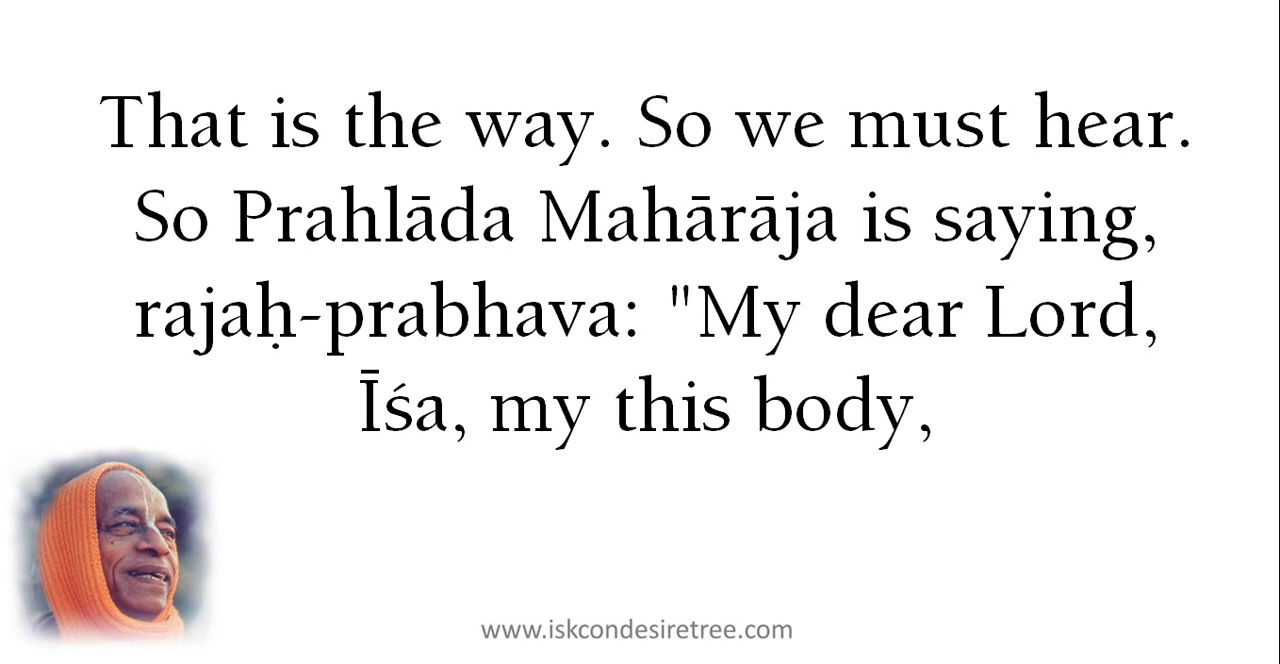 That is the way. So we must hear.
So Prahlāda Mahārāja is saying,
rajaḥ-prabhava: "My dear Lord,
Īśa, my this body,
www.iskcondesiretree.com